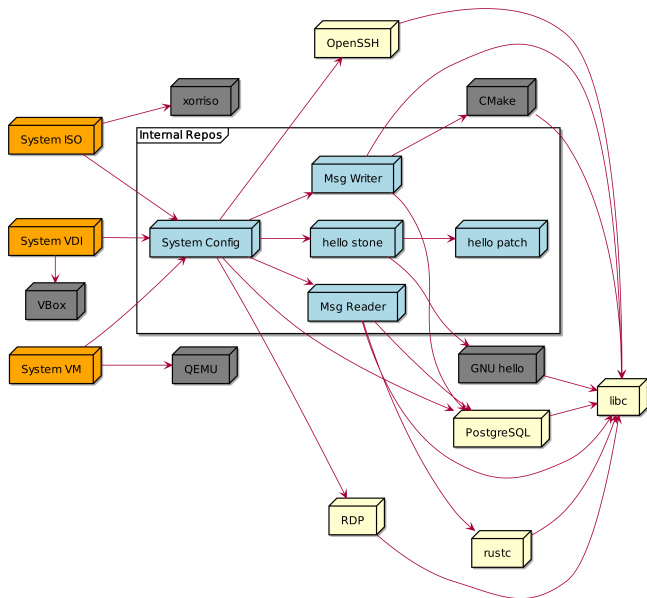 OpenSSH
xorriso
CMake
System ISO
Internal Repos
Msg Writer
System VDI
System Config
hello stone
hello patch
VBox
Msg Reader
System VM
QEMU
GNU hello
libc
PostgreSQL
RDP
rustc